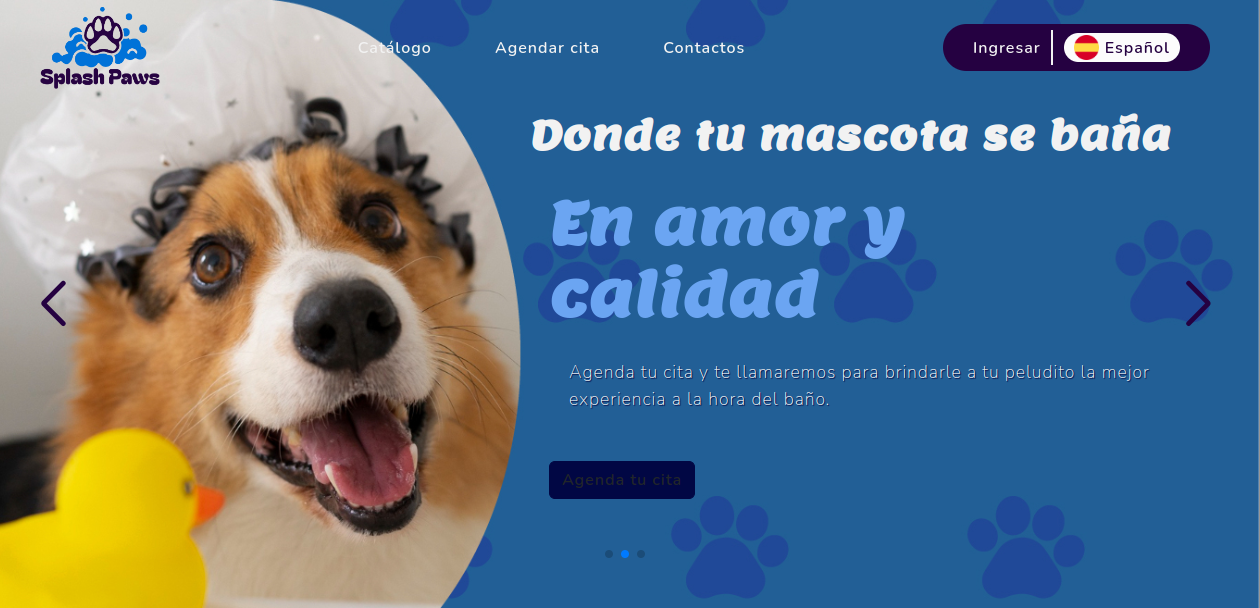 Splash Paws
Catálogo
Agendar cita
Contactos
Ingresar
Español
Donde tu mascota se baña
En amor y
calidad
Agenda tu cita y te llamaremos para brindarle a tu peludito la mejor
experiencia a la hora del baño.
Agenda tu cita